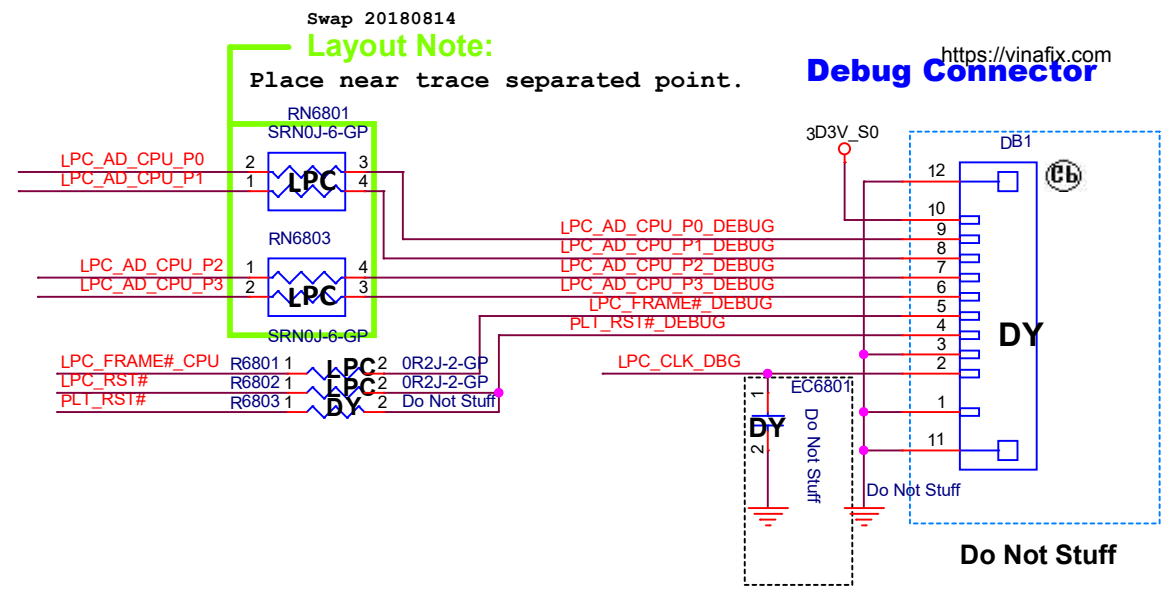 Swap 20180814
Layout Note:
https://vinafix.com
Place near trace separated point.
Debug Connector
RN6801
SRN0J-6-GP
3D3V_S0
DB1
LPC_AD_CPU_P0 2 LPC 3
LPC_AD_CPU_P1 1 4
12
10
RN6803
LPC_AD_CPU_P0_DEBUG 9
LPC_AD_CPU_P1_DEBUG 8
LPC_AD_CPU_P2 1 4 LPC_AD_CPU_P2_DEBUG 7
LPC_AD_CPU_P3 2 LPC 3 LPC_AD_CPU_P3_DEBUG 6
LPC_FRAME#_DEBUG 5
SRN0J-6-GP
PLT_RST#_DEBUG 4
DY
3
LPC_FRAME#_CPU R6801 1 LPC 2 0R2J-2-GP
LPC_CLK_DBG 2
LPC_RST# R6802 1 LPC 2 0R2J-2-GP
PLT_RST# R6803 1 DY 2 Do Not Stuff
EC6801
1
DY
2
Do Not Stuff
1
11
Do Not Stuff
Do Not Stuff